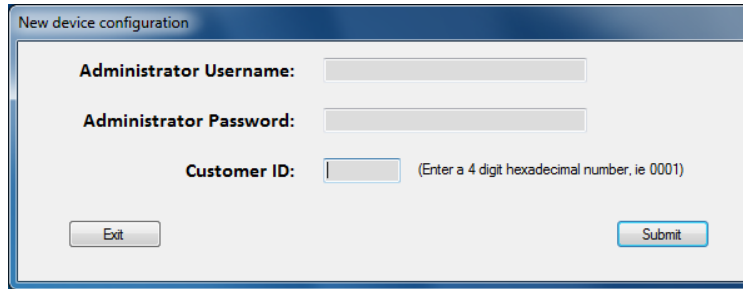 New device configuration
Administrator Username:
Administrator Password:
Customer ID: (Enter a 4 digit hexadecimal number, ie 0001)
Exit Submit